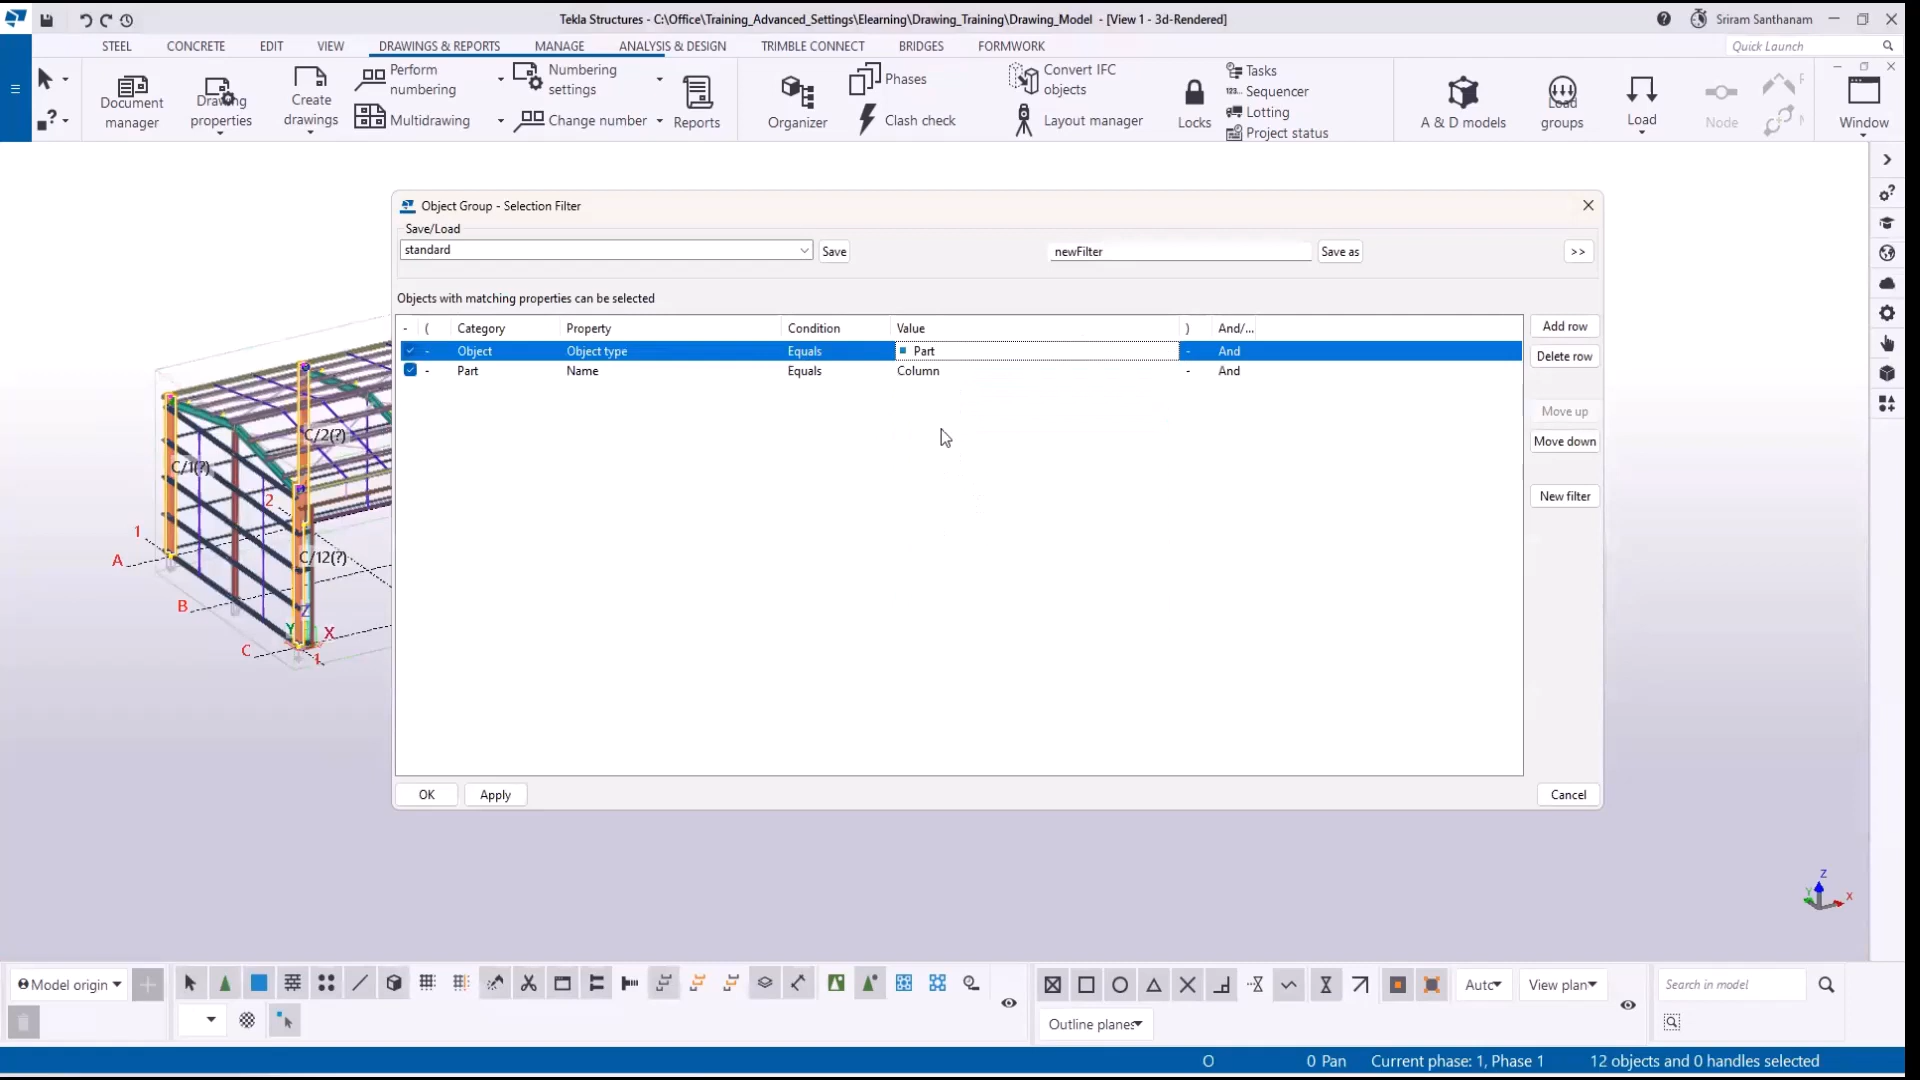 Tekla Structures - C:\Office\Training_Advanced_Settings\Elearning\Drawing_Training\Drawing_Model - [View 1 - 3d-Rendered]
Sriram Santhanam
STEEL CONCRETE EDIT VIEW DRAWINGS & REPORTS MANAGE ANALYSIS & DESIGN TRIMBLE CONNECT BRIDGES FORMWORK
Quick Launch
Document manager
Drawing properties
Create drawings
Perform numbering
Multidrawing
Numbering settings
Change number
Reports
Organizer
Phases
Clash check
Convert IFC objects
Layout manager
Locks
Tasks
Sequencer
Lotting
Project status
A & D models
Load groups
Load
Node
Window
Object Group - Selection Filter
Save/Load
standard Save newFilter Save as >>
Objects with matching properties can be selected
- ( Category Property Condition Value ) And/...
- Object Object type Equals Part - And
- Part Name Equals Column - And
Add row
Delete row
Move up
Move down
New filter
OK Apply Cancel
C/2(?)
C/1(?)
2
1
A
C/12(?)
B
Z
Y X
C
1
Z
Y X
Model origin
Auto
View plan
Search in model
Outline planes
O 0 Pan Current phase: 1, Phase 1 12 objects and 0 handles selected